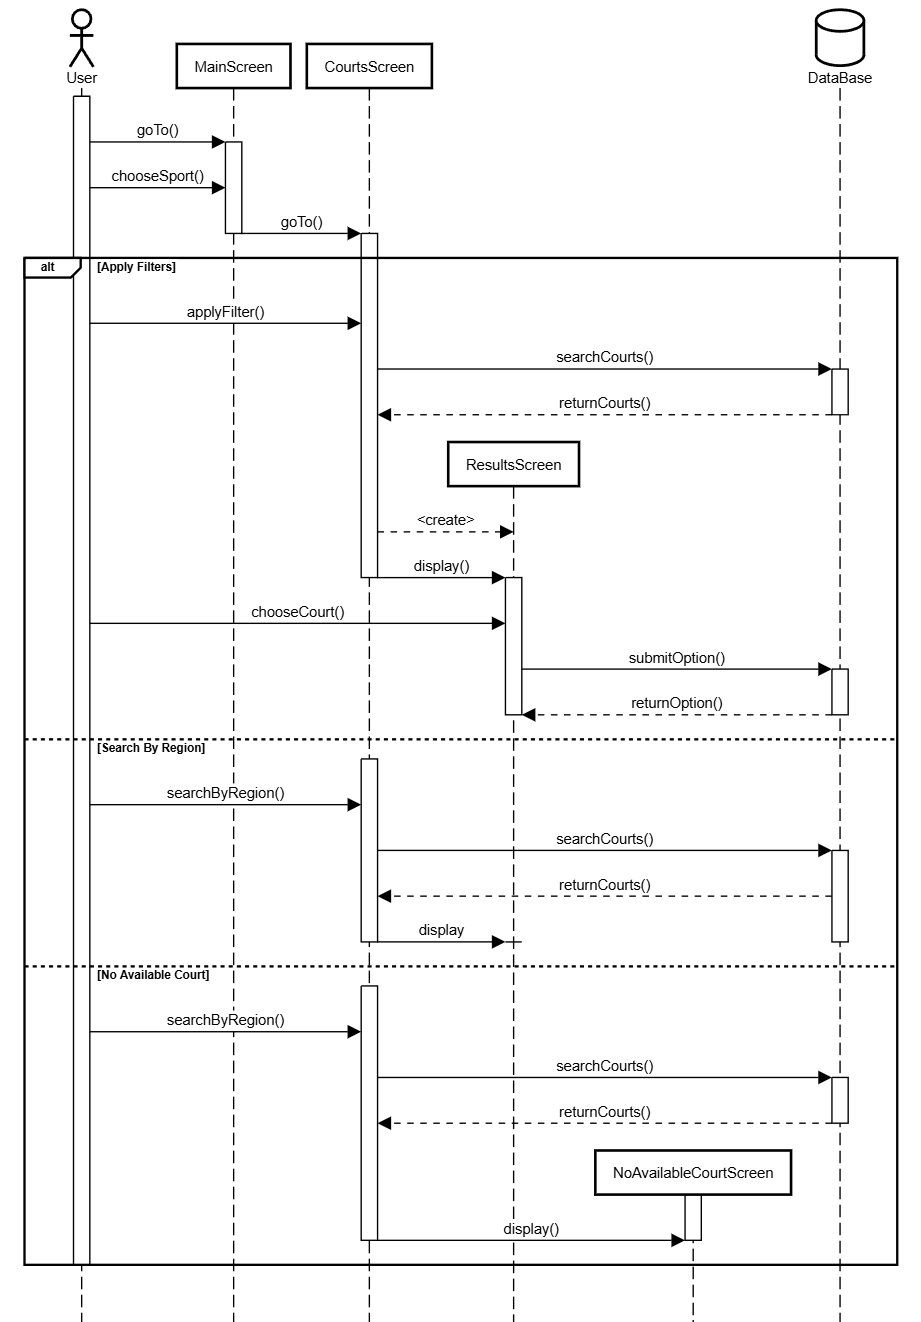 User
MainScreen
CourtsScreen
DataBase
goTo()
chooseSport()
goTo()
alt
[Apply Filters]
applyFilter()
searchCourts()
returnCourts()
ResultsScreen
<create>
display()
chooseCourt()
submitOption()
returnOption()
[Search By Region]
searchByRegion()
searchCourts()
returnCourts()
display
[No Available Court]
searchByRegion()
searchCourts()
returnCourts()
NoAvailableCourtScreen
display()